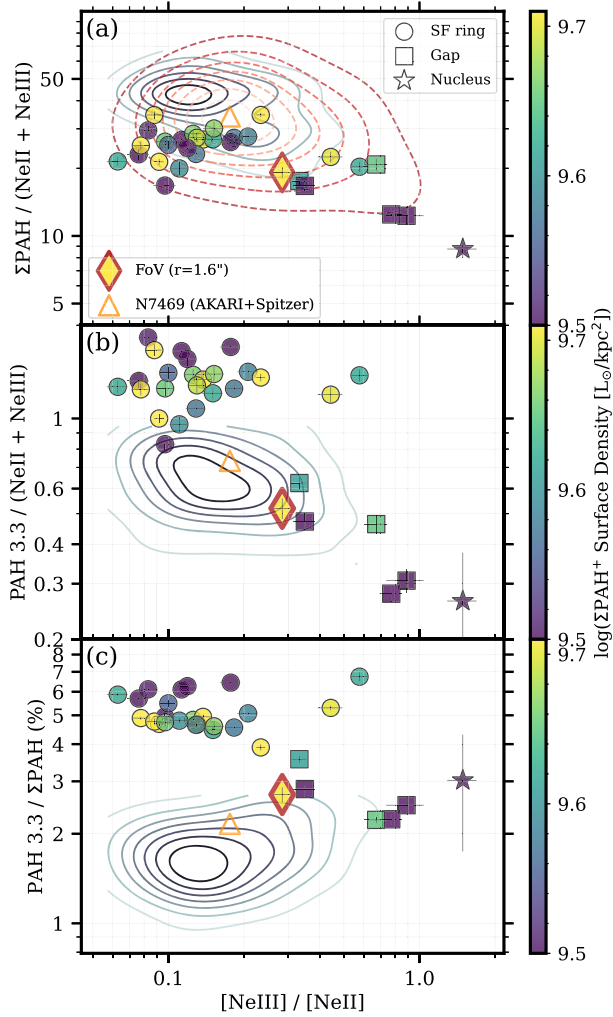 (a)
SF ring
Gap
Nucleus
50
10
5
ΣPAH / (NeII + NeIII)
FoV (r=1.6")
N7469 (AKARI+Spitzer)
9.7
9.6
9.5
(b)
1
0.6
0.4
0.3
0.2
PAH 3.3 / (NeII + NeIII)
9.7
9.6
9.5
log(ΣPAH⁺ Surface Density [L⊙/kpc²])
(c)
8
7
6
5
4
3
2
1
PAH 3.3 / ΣPAH (%)
9.7
9.6
9.5
0.1
1.0
[NeIII] / [NeII]